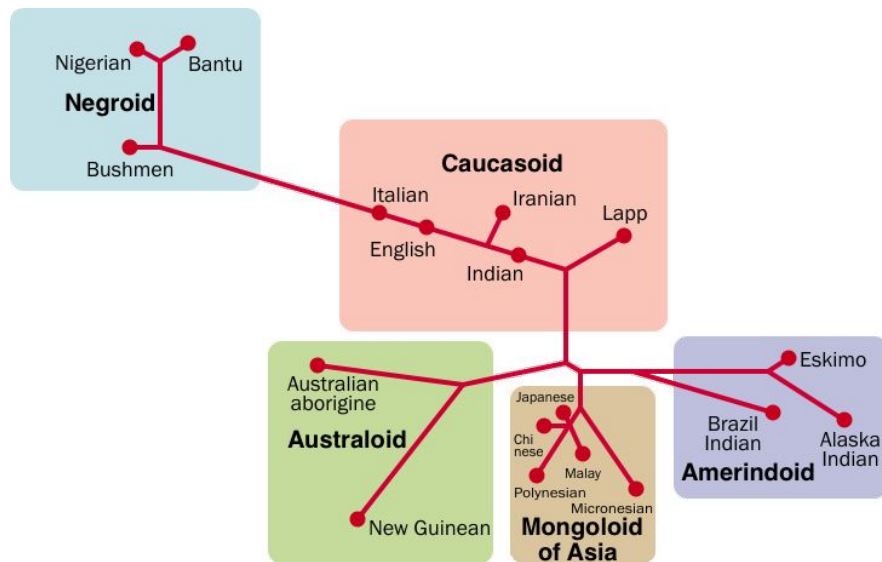 Nigerian
Bantu
Negroid
Bushmen
Caucasoid
Italian
Iranian
Lapp
English
Indian
Australian
aborigine
Australoid
New Guinean
Japanese
Chi
nese
Malay
Polynesian
Micronesian
Mongoloid
of Asia
Eskimo
Brazil
Indian
Alaska
Indian
Amerindoid